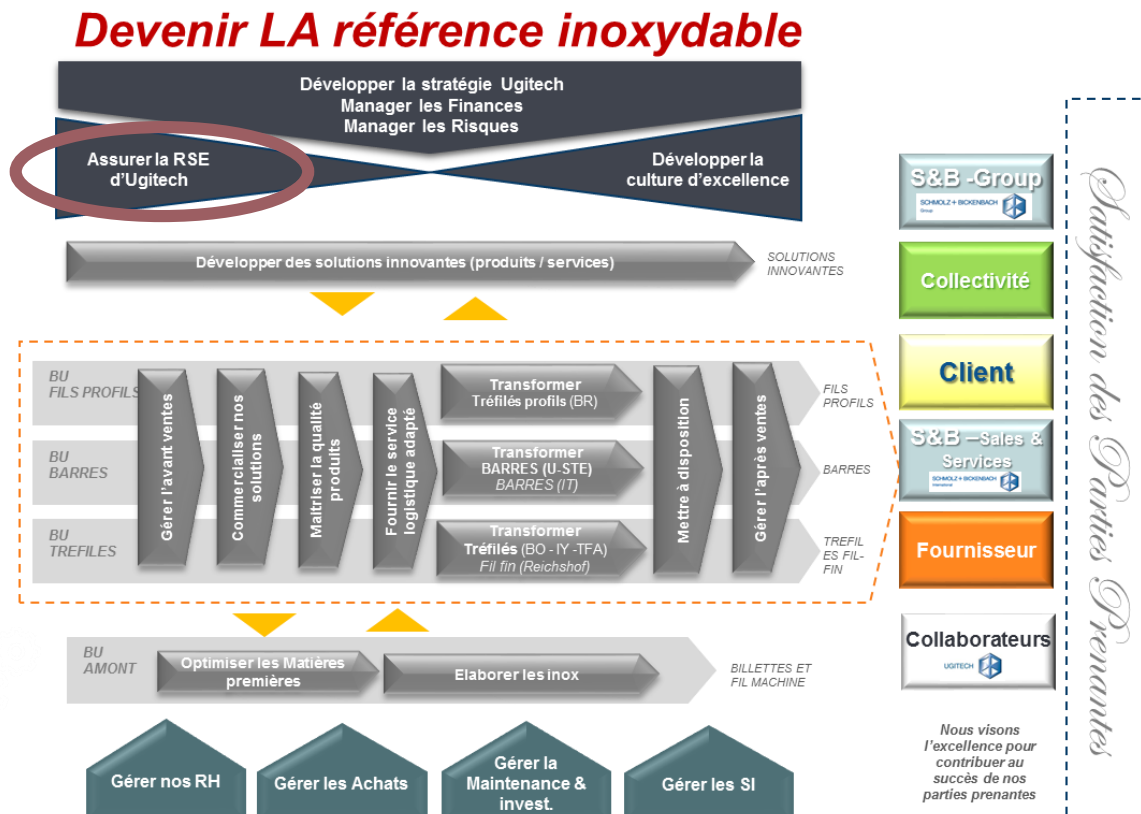 Devenir LA référence inoxydable
Développer la stratégie Ugitech
Manager les Finances
Manager les Risques
Assurer la RSE
d'Ugitech
Développer la
culture d'excellence
Développer des solutions innovantes (produits / services)
SOLUTIONS
INNOVANTES
BU
FILS PROFILS
BU
BARRES
BU
TREFILES
Gérer l'avant ventes
Commercialiser nos
solutions
Maîtriser la qualité
produits
Fournir le service
logistique adapté
Transformer
Tréfilés profils (BR)
Transformer
BARRES (U-STE)
BARRES (IT)
Transformer
Tréfilés (BO - IY -TFA)
Fil fin (Reichshof)
Mettre à disposition
Gérer l'après ventes
FILS
PROFILS
BARRES
TREFIL
ES FIL-
FIN
BU
AMONT
Optimiser les Matières
premières
Elaborer les inox
BILLETTES ET
FIL MACHINE
Gérer nos RH
Gérer les Achats
Gérer la
Maintenance &
invest.
Gérer les SI
S&B -Group
SCHMOLZ + BICKENBACH
Group
Collectivité
Client
S&B –Sales &
Services
SCHMOLZ + BICKENBACH
International
Fournisseur
Collaborateurs
UGITECH
Nous visons
l'excellence pour
contribuer au
succès de nos
parties prenantes
Satisfaction des Parties Prenantes